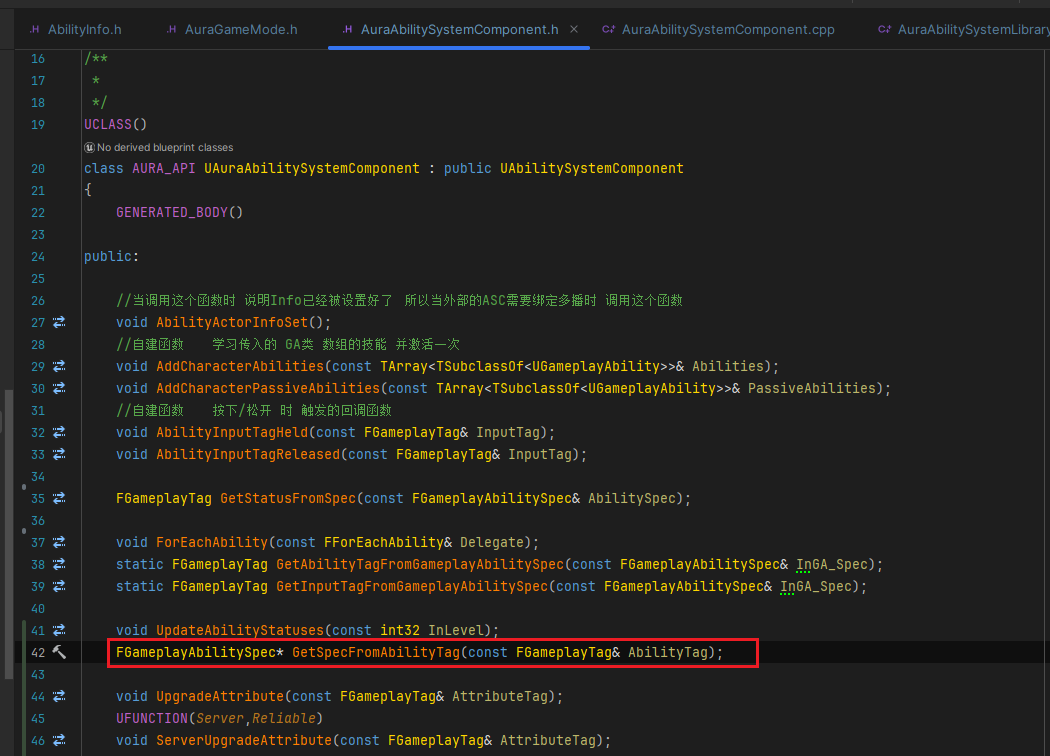 AbilityInfo.h AuraGameMode.h AuraAbilitySystemComponent.h AuraAbilitySystemComponent.cpp AuraAbilitySystemLibrary
16 /**
17 *
18 */
19 UCLASS()
No derived blueprint classes
20 class AURA_API UAuraAbilitySystemComponent : public UAbilitySystemComponent
21 {
22 GENERATED_BODY()
23
24 public:
25
26 //当调用这个函数时 说明Info已经被设置好了 所以当外部的ASC需要绑定多播时 调用这个函数
27 void AbilityActorInfoSet();
28 //自建函数 学习传入的 GA类 数组的技能 并激活一次
29 void AddCharacterAbilities(const TArray<TSubclassOf<UGameplayAbility>>& Abilities);
30 void AddCharacterPassiveAbilities(const TArray<TSubclassOf<UGameplayAbility>>& PassiveAbilities);
31 //自建函数 按下/松开 时 触发的回调函数
32 void AbilityInputTagHeld(const FGameplayTag& InputTag);
33 void AbilityInputTagReleased(const FGameplayTag& InputTag);
34
35 FGameplayTag GetStatusFromSpec(const FGameplayAbilitySpec& AbilitySpec);
36
37 void ForEachAbility(const FForEachAbility& Delegate);
38 static FGameplayTag GetAbilityTagFromGameplayAbilitySpec(const FGameplayAbilitySpec& InGA_Spec);
39 static FGameplayTag GetInputTagFromGameplayAbilitySpec(const FGameplayAbilitySpec& InGA_Spec);
40
41 void UpdateAbilityStatuses(const int32 InLevel);
42 FGameplayAbilitySpec* GetSpecFromAbilityTag(const FGameplayTag& AbilityTag);
43
44 void UpgradeAttribute(const FGameplayTag& AttributeTag);
45 UFUNCTION(Server,Reliable)
46 void ServerUpgradeAttribute(const FGameplayTag& AttributeTag);